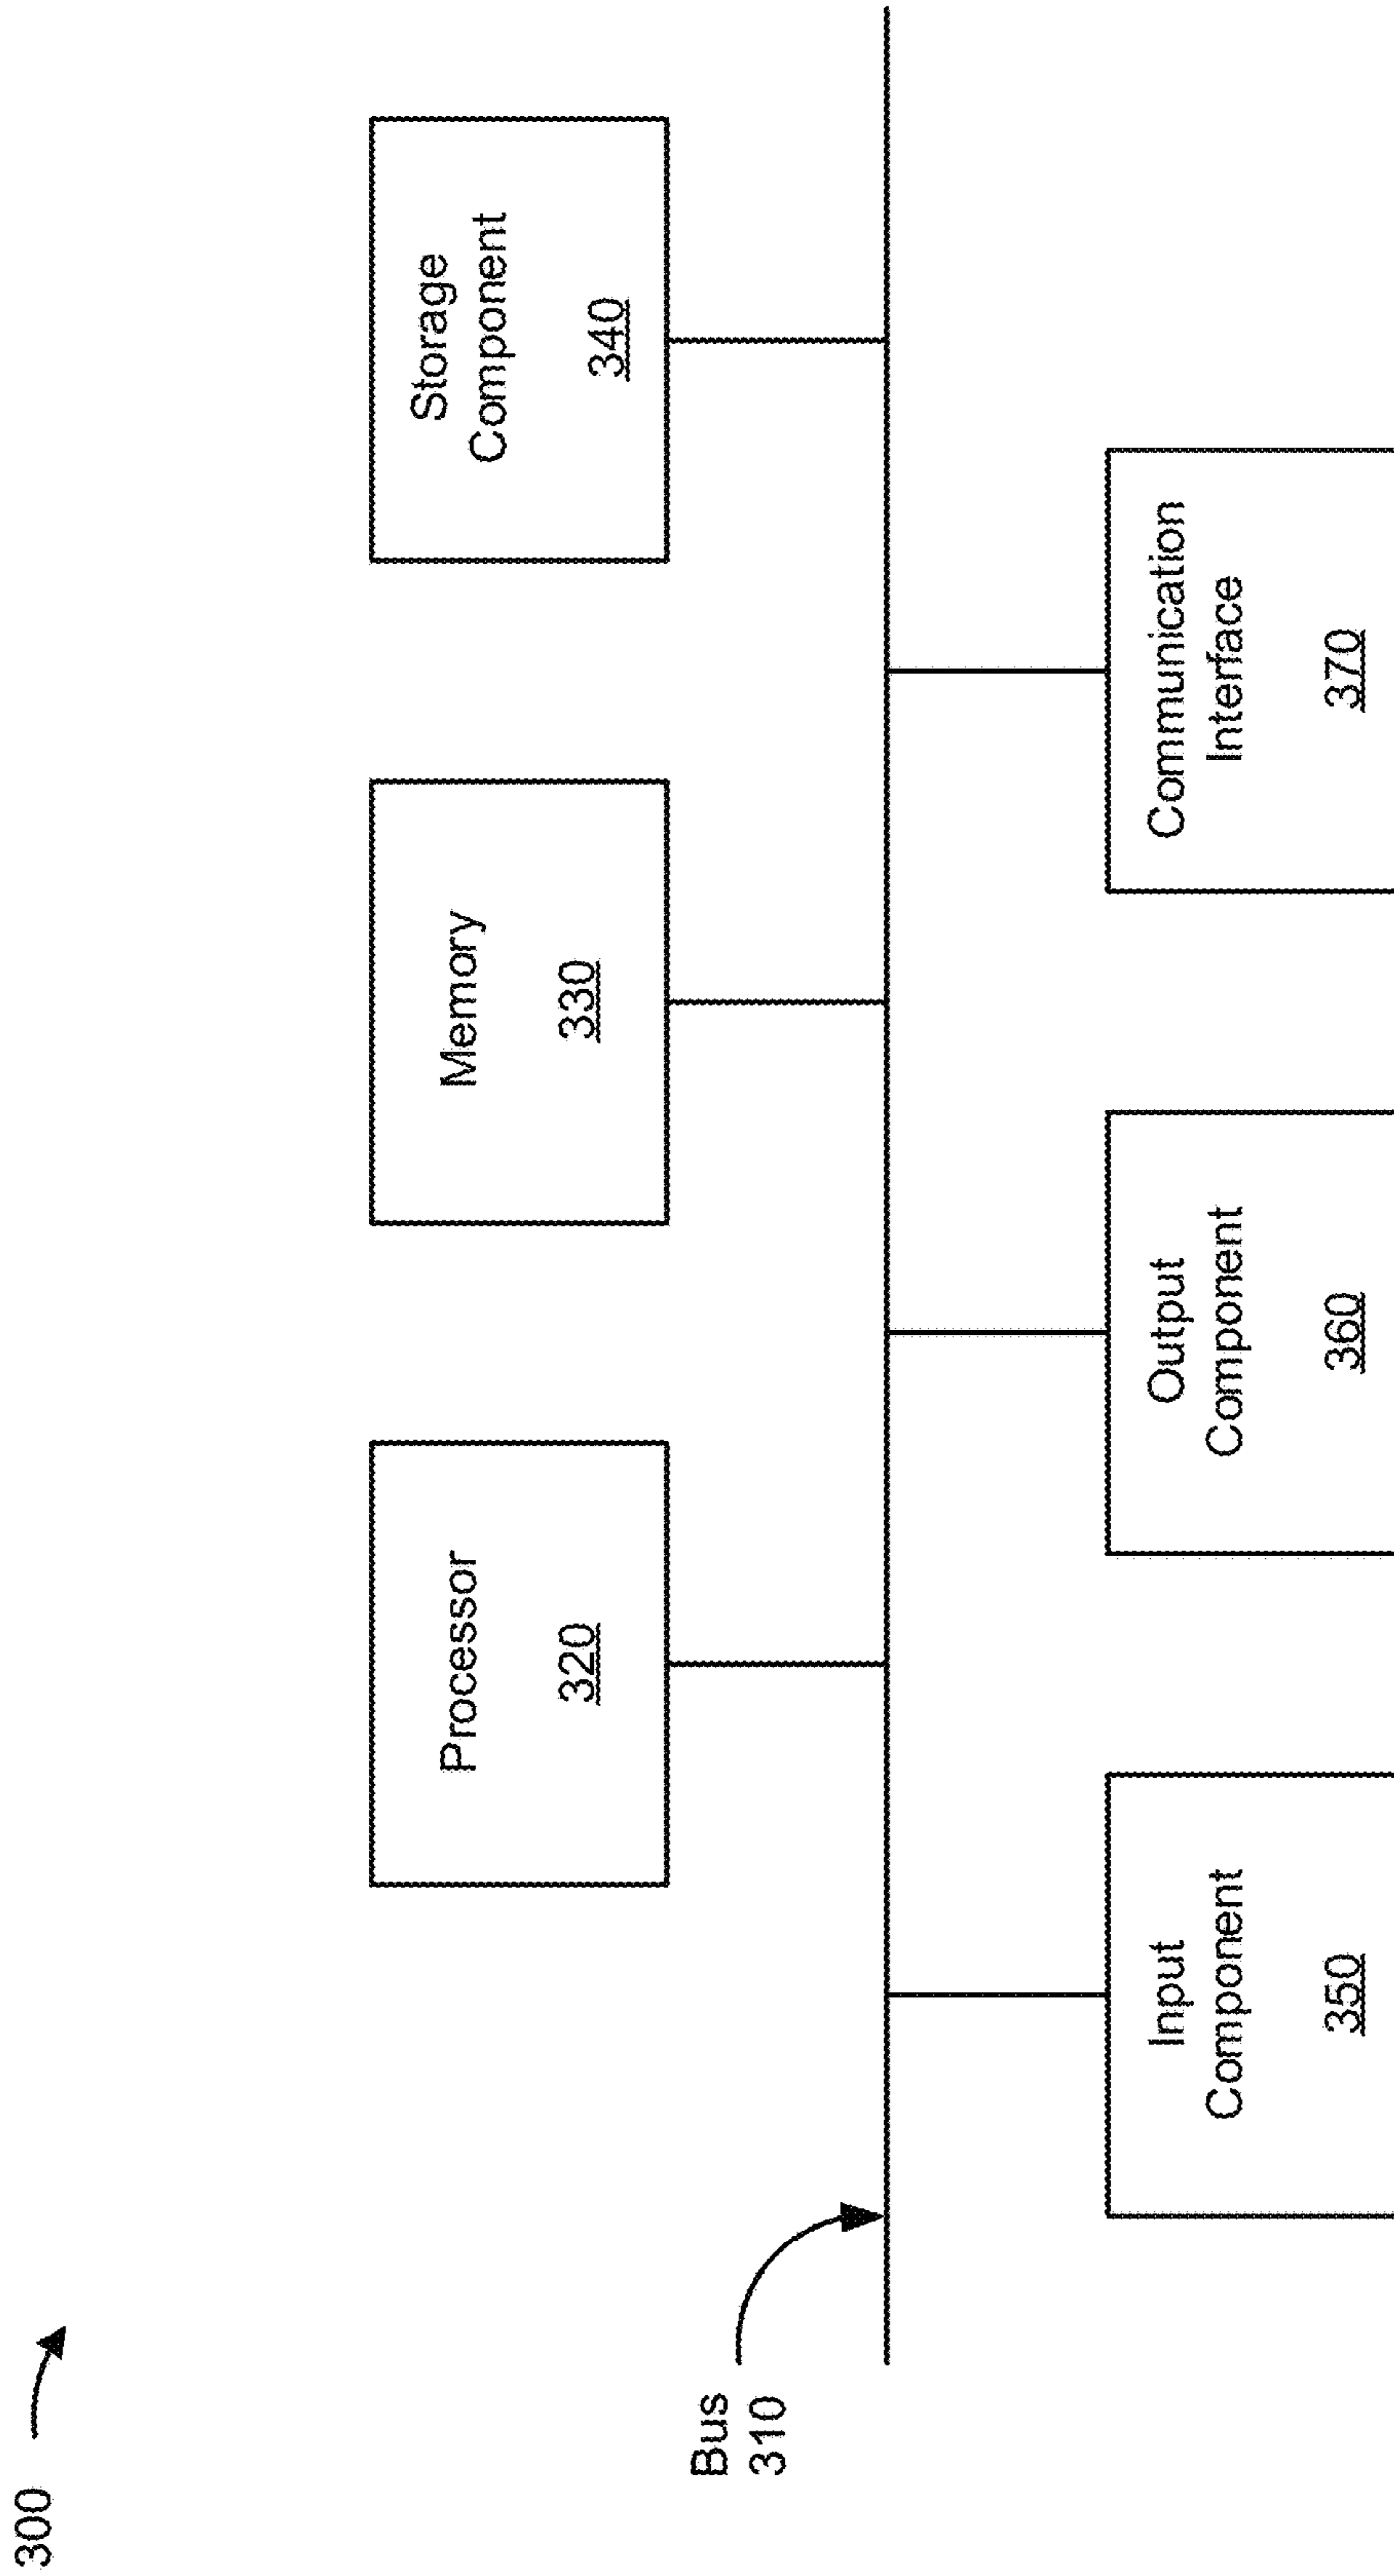 300
Bus
310
Processor
320
Memory
330
Storage
Component
340
Input
Component
350
Output
Component
360
Communication
Interface
370